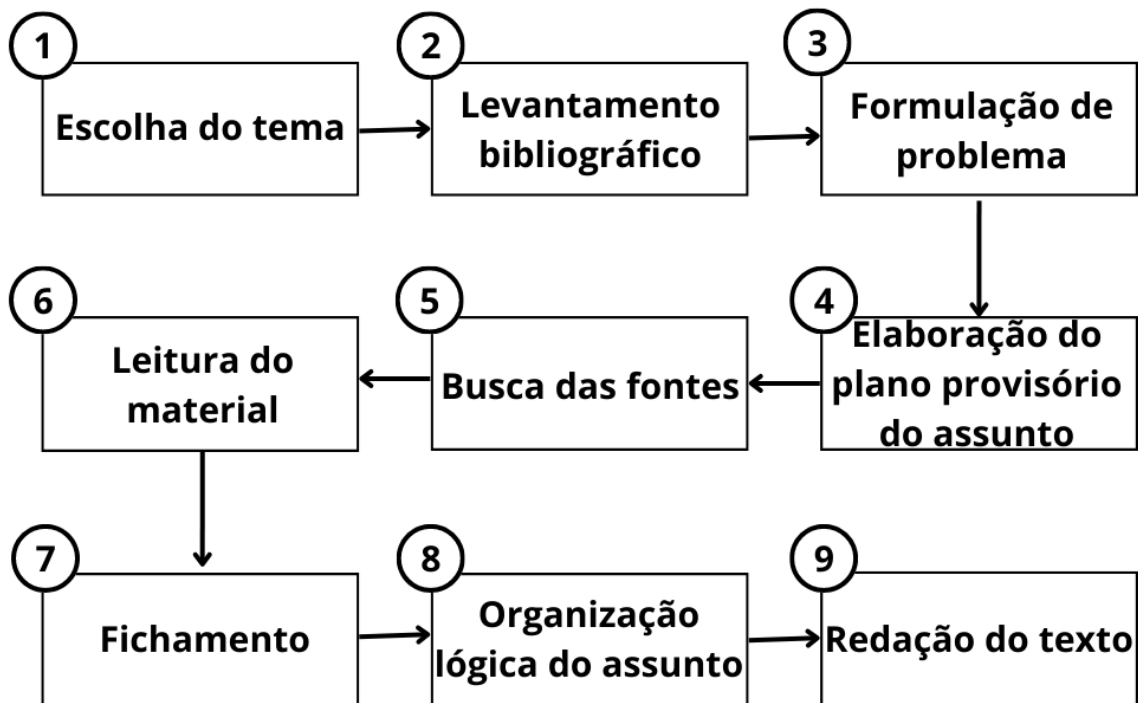 1
Escolha do tema
2
Levantamento
bibliográfico
3
Formulação de
problema
4
Elaboração do
plano provisório
do assunto
5
Busca das fontes
6
Leitura do
material
7
Fichamento
8
Organização
lógica do assunto
9
Redação do texto